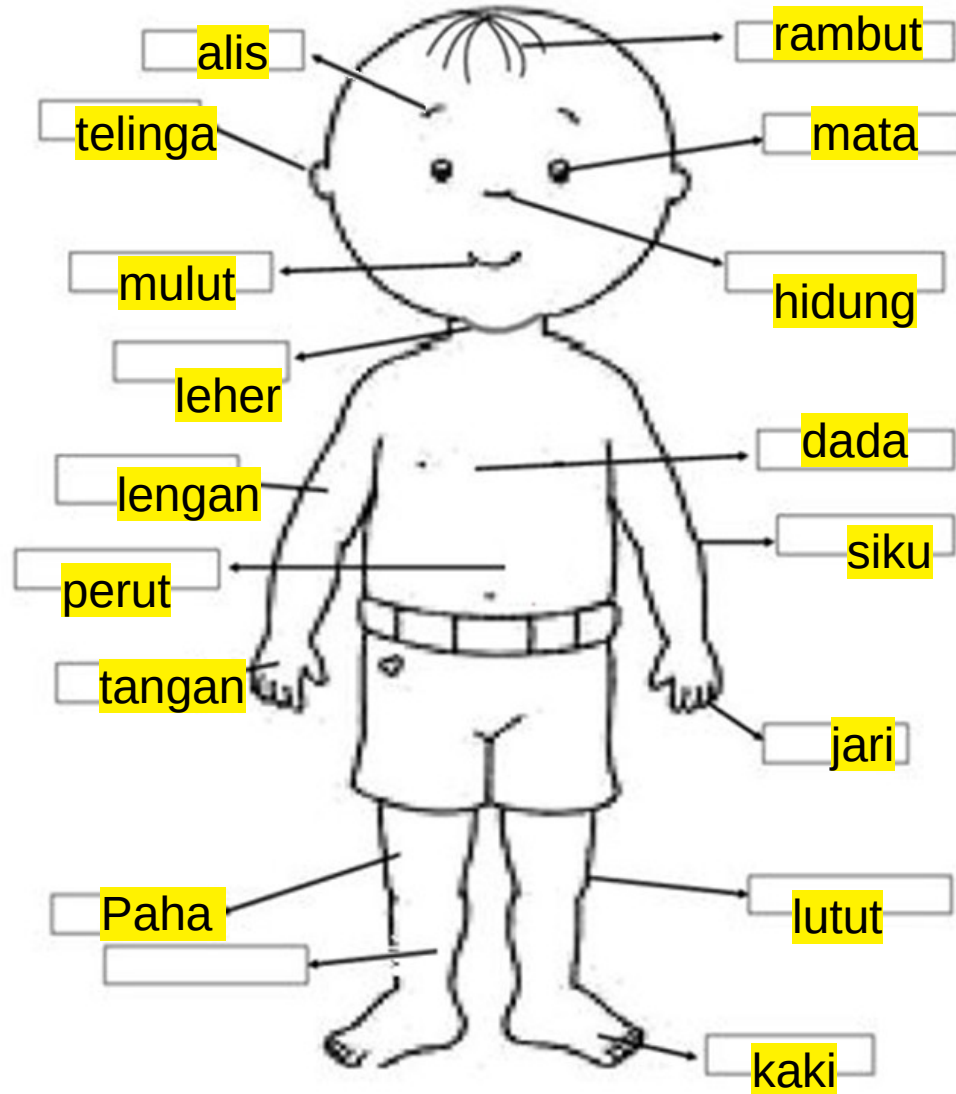 rambut
alis
telinga
mata
mulut
hidung
leher
dada
lengan
siku
perut
tangan
jari
Paha
lutut
kaki